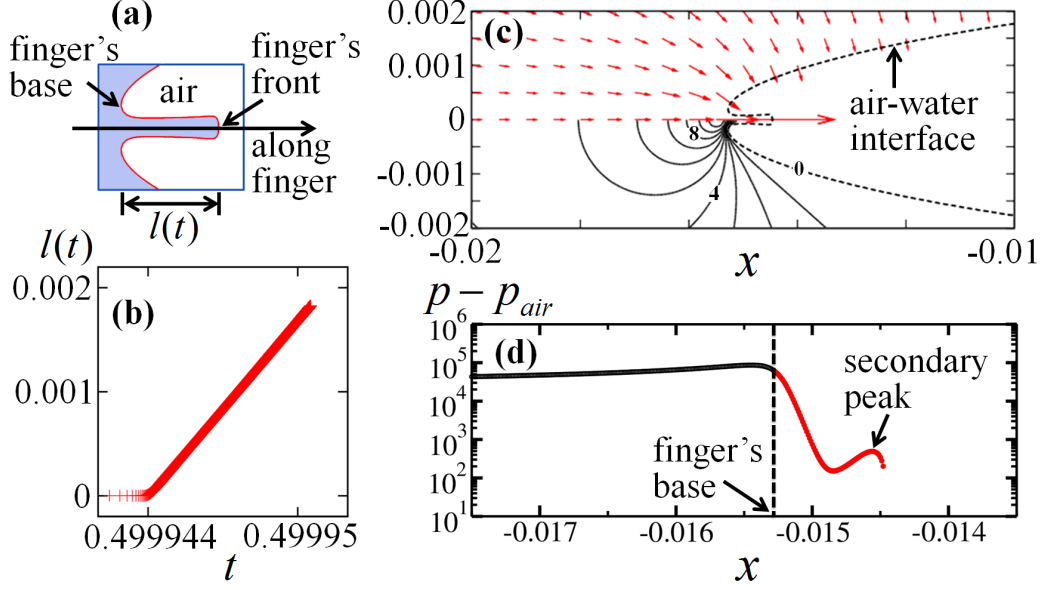 (a)
finger's
base
finger's
front
air
along
finger
l(t)
l(t)
(b)
0.002
0.001
0
0.499944
0.49995
t
(c)
0.002
0.001
0
-0.001
-0.002
8
4
0
air-water
interface
-0.02
-0.01
x
p – p_air
(d)
10^6
10^5
10^4
10^3
10^2
10^1
secondary
peak
finger's
base
-0.017
-0.016
-0.015
-0.014
x